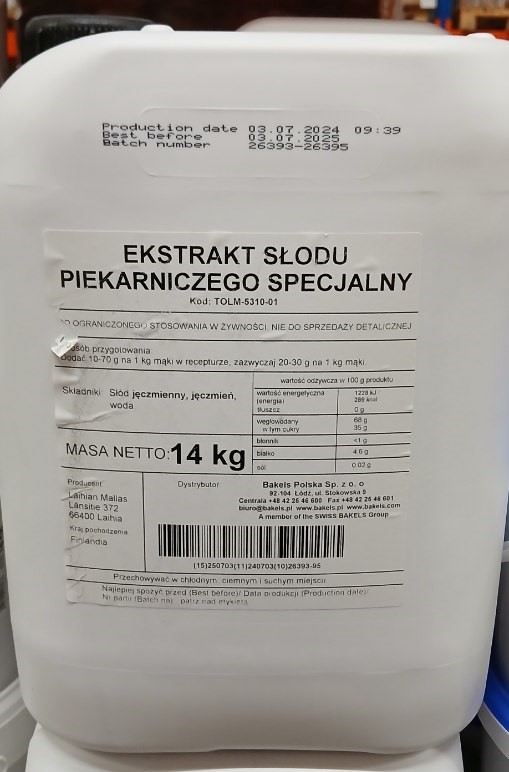 Production date 03.07.2024 09:39
Best before 03.07.2025
Batch number 26393-26395
EKSTRAKT SŁODU
PIEKARNICZEGO SPECJALNY
Kod: TOLM-5310-01
OGRANICZONEGO STOSOWANIA W ŻYWNOŚCI, NIE DO SPRZEDAŻY DETALICZNEJ
przygotowania
Dodać 10-70 g na 1 kg mąki w recepturze, zazwyczaj 20-30 g na 1 kg mąki.
Składniki: Słód jęczmienny, jęczmień,
woda.
wartość odżywcza w 100 g produktu
wartość energetyczna 1228 kJ
(energia) 289 kcal
tłuszcz 0 g
węglowodany 68 g
w tym cukry 35 g
błonnik <1 g
białko 4.6 g
sól 0.02 g
MASA NETTO: 14 kg
Producent
Laihian Mallas
Länsitie 372
66400 Laihia
Kraj pochodzenia
Finlandia
Dystrybutor:
Bakels Polska Sp. z o. o
92-104 Łódź, ul. Stokowska 9
Centrala +48 42 25 46 600 Fax +48 42 25 46 601
biuro@bakels.pl www.bakels.pl www.bakels.com
A member of the SWISS BAKELS Group
(15)250703(11)240703(10)26393-95
Przechowywać w chłodnym, ciemnym i suchym miejscu
Najlepiej spożyć przed (Best before)/ Data produkcji (Production date)/
Nr partii (Batch no) patrz nad etykietą